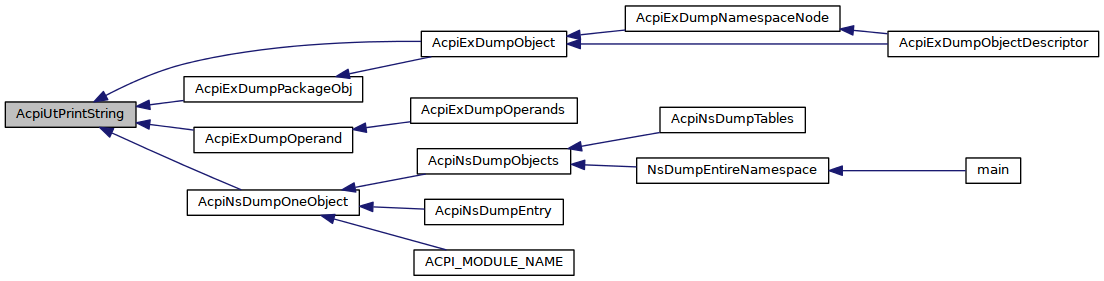 AcpiExDumpNamespaceNode
AcpiExDumpObject
AcpiExDumpObjectDescriptor
AcpiExDumpPackageObj
AcpiUtPrintString
AcpiExDumpOperands
AcpiExDumpOperand
AcpiNsDumpTables
AcpiNsDumpObjects
NsDumpEntireNamespace
main
AcpiNsDumpOneObject
AcpiNsDumpEntry
ACPI_MODULE_NAME